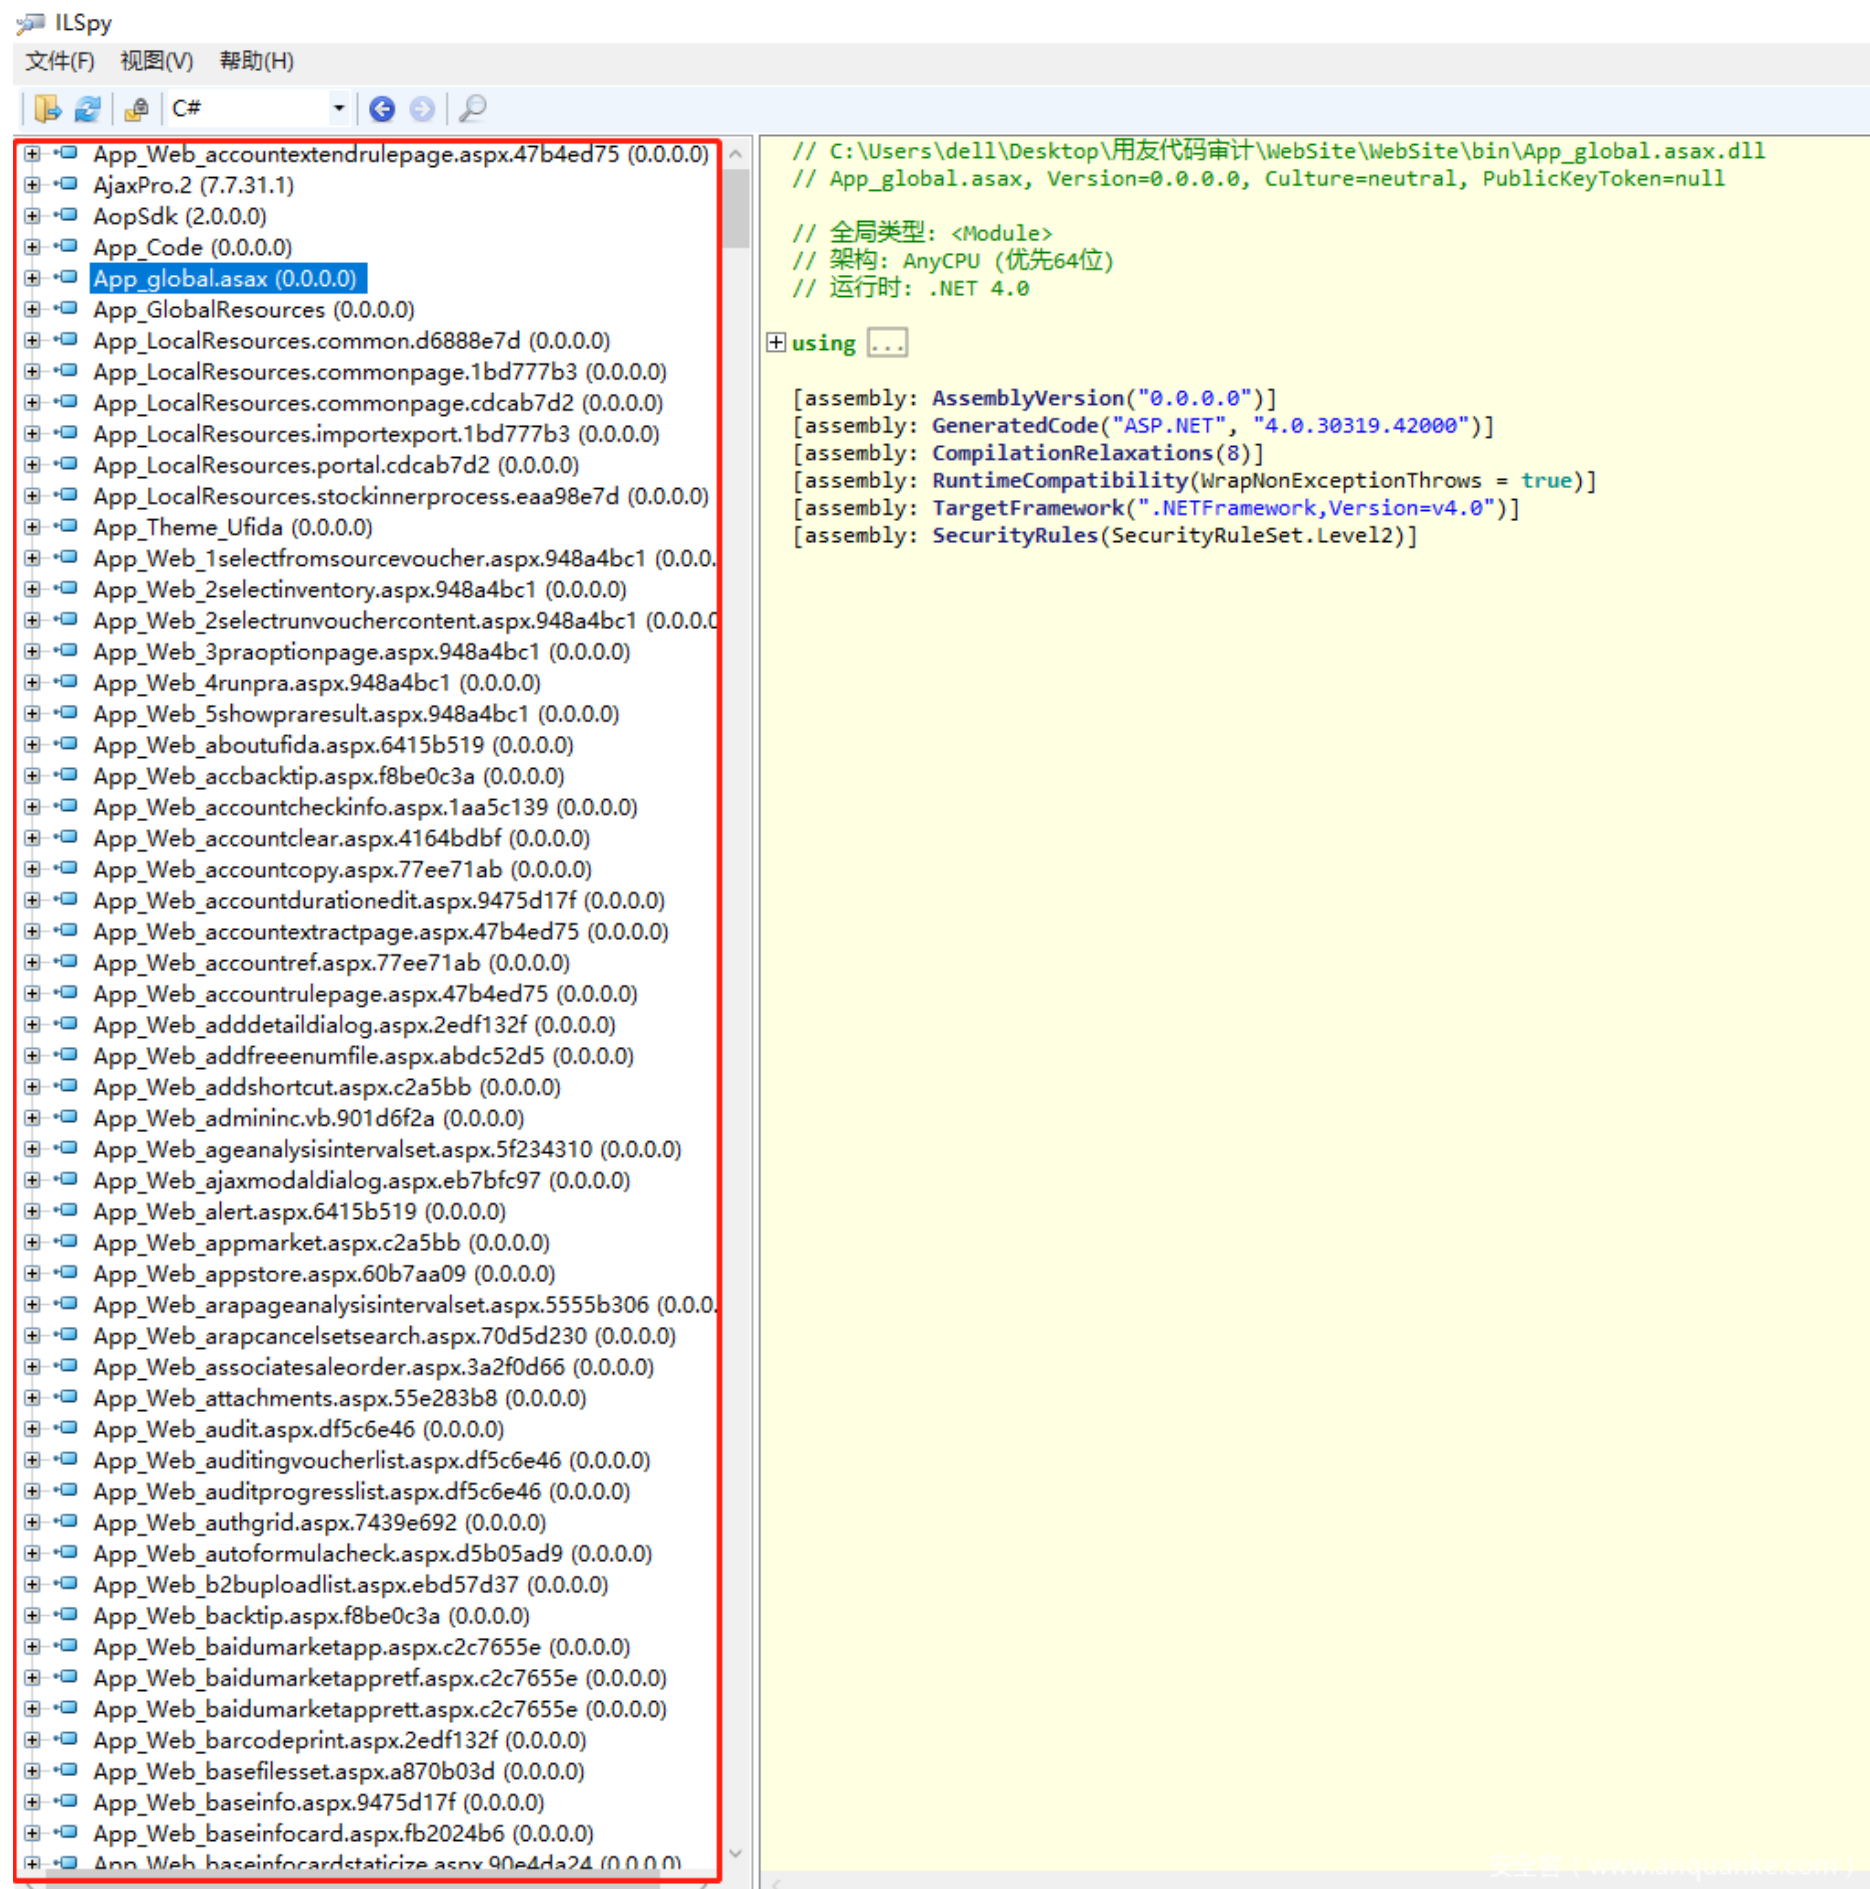 ILSpy
文件(F) 视图(V) 帮助(H)
C#
App_Web_accountextendrulepage.aspx.47b4ed75 (0.0.0.0)
AjaxPro.2 (7.7.31.1)
AopSdk (2.0.0.0)
App_Code (0.0.0.0)
App_global.asax (0.0.0.0)
App_GlobalResources (0.0.0.0)
App_LocalResources.common.d6888e7d (0.0.0.0)
App_LocalResources.commonpage.1bd777b3 (0.0.0.0)
App_LocalResources.commonpage.cdcab7d2 (0.0.0.0)
App_LocalResources.importexport.1bd777b3 (0.0.0.0)
App_LocalResources.portal.cdcab7d2 (0.0.0.0)
App_LocalResources.stockinnerprocess.eaa98e7d (0.0.0.0)
App_Theme_Ufida (0.0.0.0)
App_Web_1selectfromsourcevoucher.aspx.948a4bc1 (0.0.0.
App_Web_2selectinventory.aspx.948a4bc1 (0.0.0.0)
App_Web_2selectrunvouchercontent.aspx.948a4bc1 (0.0.0.0
App_Web_3praoptionpage.aspx.948a4bc1 (0.0.0.0)
App_Web_4runpra.aspx.948a4bc1 (0.0.0.0)
App_Web_5showpraresult.aspx.948a4bc1 (0.0.0.0)
App_Web_aboutufida.aspx.6415b519 (0.0.0.0)
App_Web_accbacktip.aspx.f8be0c3a (0.0.0.0)
App_Web_accountcheckinfo.aspx.1aa5c139 (0.0.0.0)
App_Web_accountclear.aspx.4164bdbf (0.0.0.0)
App_Web_accountcopy.aspx.77ee71ab (0.0.0.0)
App_Web_accountdurationedit.aspx.9475d17f (0.0.0.0)
App_Web_accountextractpage.aspx.47b4ed75 (0.0.0.0)
App_Web_accountref.aspx.77ee71ab (0.0.0.0)
App_Web_accountrulepage.aspx.47b4ed75 (0.0.0.0)
App_Web_adddetaildialog.aspx.2edf132f (0.0.0.0)
App_Web_addfreeenumfile.aspx.abdc52d5 (0.0.0.0)
App_Web_addshortcut.aspx.c2a5bb (0.0.0.0)
App_Web_admininc.vb.901d6f2a (0.0.0.0)
App_Web_ageanalysisintervalset.aspx.5f234310 (0.0.0.0)
App_Web_ajaxmodaldialog.aspx.eb7bfc97 (0.0.0.0)
App_Web_alert.aspx.6415b519 (0.0.0.0)
App_Web_appmarket.aspx.c2a5bb (0.0.0.0)
App_Web_appstore.aspx.60b7aa09 (0.0.0.0)
App_Web_arapageanalysisintervalset.aspx.5555b306 (0.0.0.
App_Web_arapcancelsetsearch.aspx.70d5d230 (0.0.0.0)
App_Web_associatesaleorder.aspx.3a2f0d66 (0.0.0.0)
App_Web_attachments.aspx.55e283b8 (0.0.0.0)
App_Web_audit.aspx.df5c6e46 (0.0.0.0)
App_Web_auditingvoucherlist.aspx.df5c6e46 (0.0.0.0)
App_Web_auditprogresslist.aspx.df5c6e46 (0.0.0.0)
App_Web_authgrid.aspx.7439e692 (0.0.0.0)
App_Web_autoformulacheck.aspx.d5b05ad9 (0.0.0.0)
App_Web_b2buploadlist.aspx.ebd57d37 (0.0.0.0)
App_Web_backtip.aspx.f8be0c3a (0.0.0.0)
App_Web_baidumarketapp.aspx.c2c7655e (0.0.0.0)
App_Web_baidumarketappretf.aspx.c2c7655e (0.0.0.0)
App_Web_baidumarketapprett.aspx.c2c7655e (0.0.0.0)
App_Web_barcodeprint.aspx.2edf132f (0.0.0.0)
App_Web_basefilesset.aspx.a870b03d (0.0.0.0)
App_Web_baseinfo.aspx.9475d17f (0.0.0.0)
App_Web_baseinfocard.aspx.fb2024b6 (0.0.0.0)
App_Web_baseinfocardstaticize.aspx.90e4da24 (0.0.0.0)
// C:\Users\dell\Desktop\用友代码审计\WebSite\WebSite\bin\App_global.asax.dll
// App_global.asax, Version=0.0.0.0, Culture=neutral, PublicKeyToken=null
// 全局类型: <Module>
// 架构: AnyCPU (优先64位)
// 运行时: .NET 4.0
using ...
[assembly: AssemblyVersion("0.0.0.0")]
[assembly: GeneratedCode("ASP.NET", "4.0.30319.42000")]
[assembly: CompilationRelaxations(8)]
[assembly: RuntimeCompatibility(WrapNonExceptionThrows = true)]
[assembly: TargetFramework(".NETFramework,Version=v4.0")]
[assembly: SecurityRules(SecurityRuleSet.Level2)]
安全客 ( www.anquanke.com )